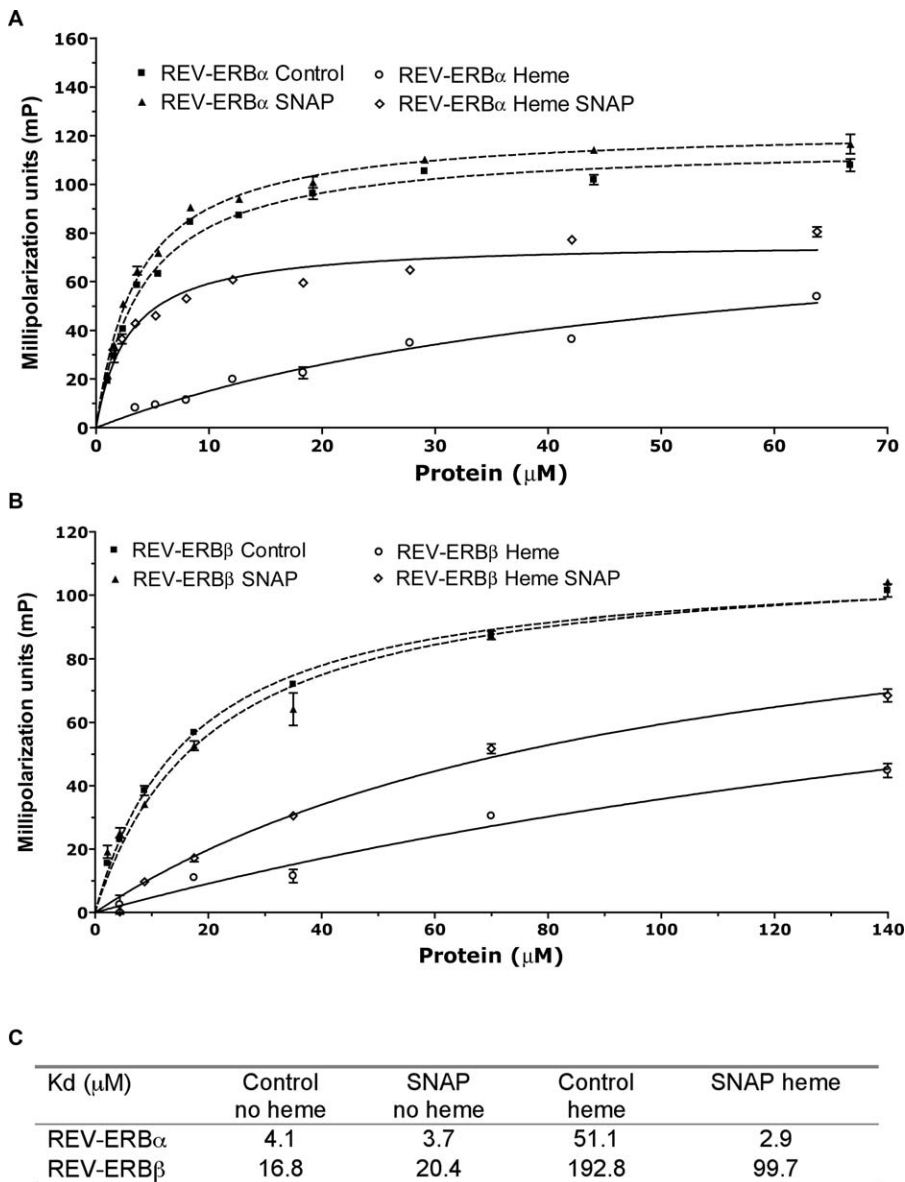 A
160
140
120
100
80
60
40
20
0
Millipolarization units (mP)
REV-ERBα Control
REV-ERBα SNAP
REV-ERBα Heme
REV-ERBα Heme SNAP
0 10 20 30 40 50 60 70
Protein (μM)
B
120
100
80
60
40
20
0
Millipolarization units (mP)
REV-ERBβ Control
REV-ERBβ SNAP
REV-ERBβ Heme
REV-ERBβ Heme SNAP
0 20 40 60 80 100 120 140
Protein (μM)
C
Kd (μM) Control no heme SNAP no heme Control heme SNAP heme
REV-ERBα 4.1 3.7 51.1 2.9
REV-ERBβ 16.8 20.4 192.8 99.7